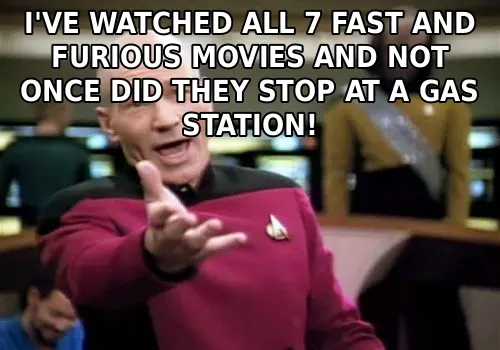 I'VE WATCHED ALL 7 FAST AND
FURIOUS MOVIES AND NOT
ONCE DID THEY STOP AT A GAS
STATION!